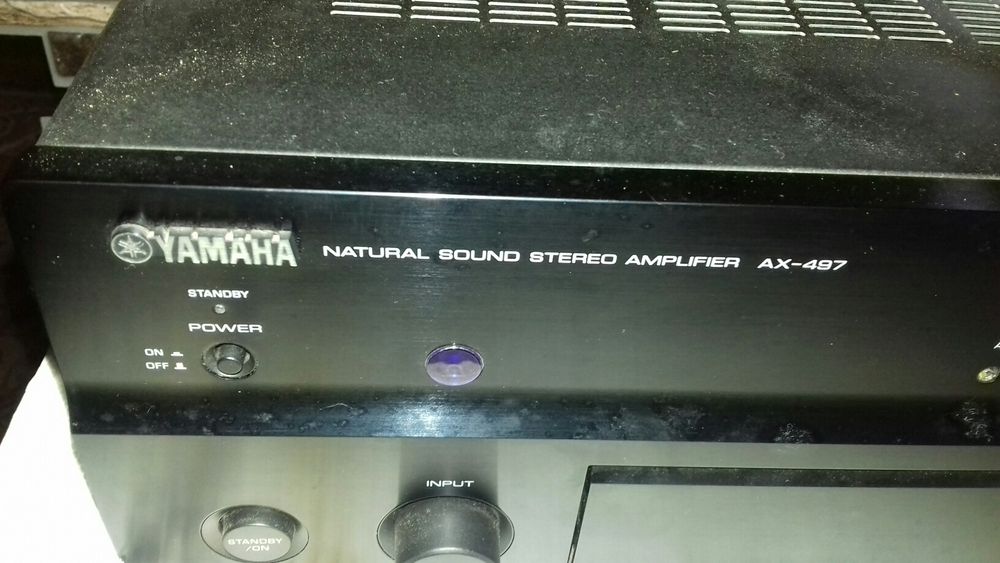 YAMAHA NATURAL SOUND STEREO AMPLIFIER AX-497
STANDBY
POWER
ON
OFF
INPUT
STANDBY
/ON